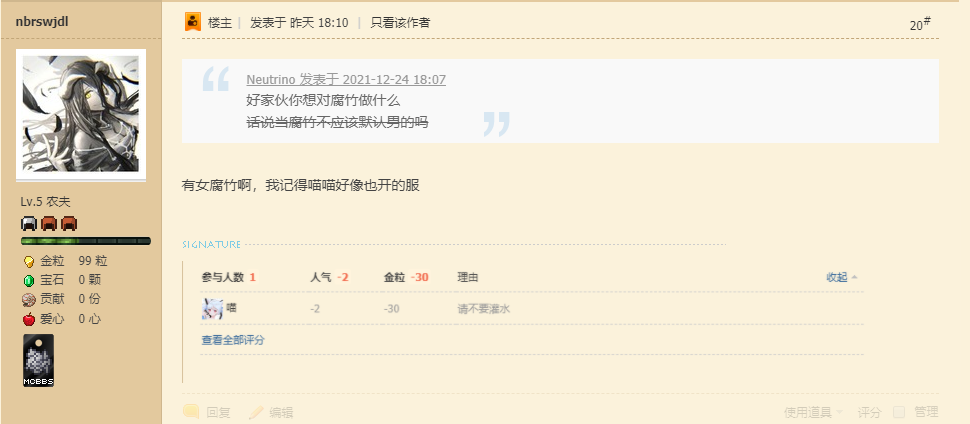 nbrswjdl
楼主 | 发表于 昨天 18:10 | 只看该作者
20#
Neutrino 发表于 2021-12-24 18:07
好家伙你想对腐竹做什么
话说当腐竹不应该默认男的吗
有女腐竹啊，我记得喵喵好像也开的服
Lv.5 农夫
SIGNATURE
金粒 99 粒
宝石 0 颗
贡献 0 份
爱心 0 心
MCBBS
参与人数 1 人气 -2 金粒 -30 理由 收起
喵 -2 -30 请不要灌水
查看全部评分
回复 编辑 使用道具 评分 管理